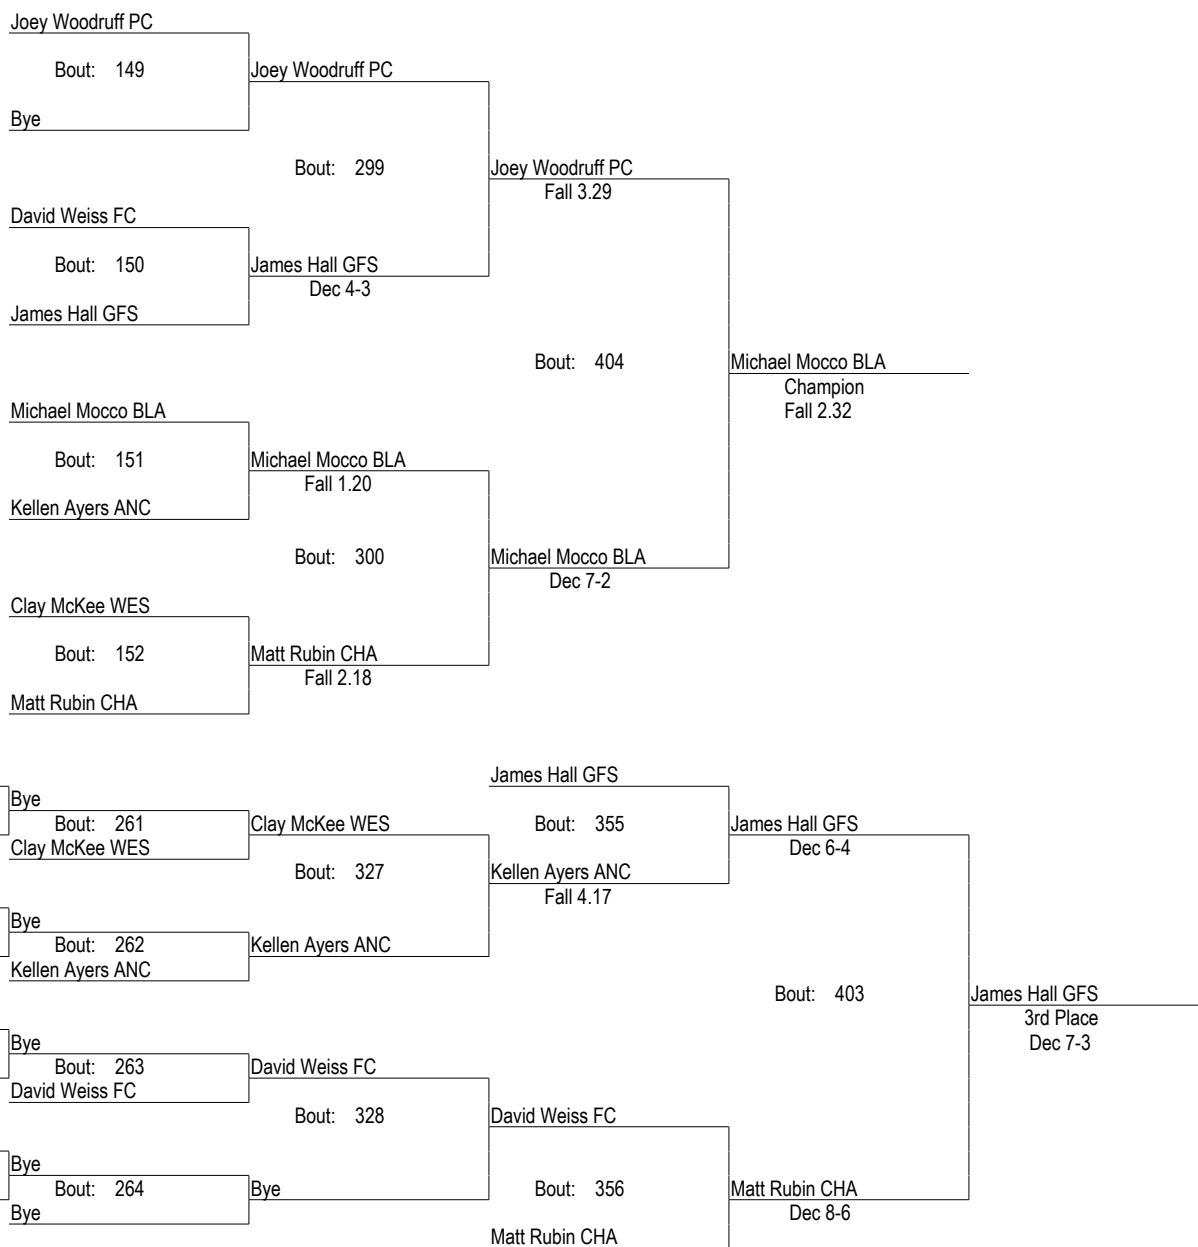 Joey Woodruff PC
Bout: 149
Joey Woodruff PC
Bye
Bout: 299
Joey Woodruff PC
Fall 3.29
David Weiss FC
Bout: 150
James Hall GFS
Dec 4-3
James Hall GFS
Bout: 404
Michael Mocco BLA
Champion
Fall 2.32
Michael Mocco BLA
Bout: 151
Michael Mocco BLA
Fall 1.20
Kellen Ayers ANC
Bout: 300
Michael Mocco BLA
Dec 7-2
Clay McKee WES
Bout: 152
Matt Rubin CHA
Fall 2.18
Matt Rubin CHA
James Hall GFS
Bye
Bout: 261
Clay McKee WES
Clay McKee WES
Bout: 355
James Hall GFS
Dec 6-4
Bout: 327
Kellen Ayers ANC
Fall 4.17
Bye
Bout: 262
Kellen Ayers ANC
Kellen Ayers ANC
Bout: 403
James Hall GFS
3rd Place
Dec 7-3
Bye
Bout: 263
David Weiss FC
David Weiss FC
Bout: 328
David Weiss FC
Bye
Bout: 264
Bye
Bye
Bout: 356
Matt Rubin CHA
Dec 8-6
Matt Rubin CHA